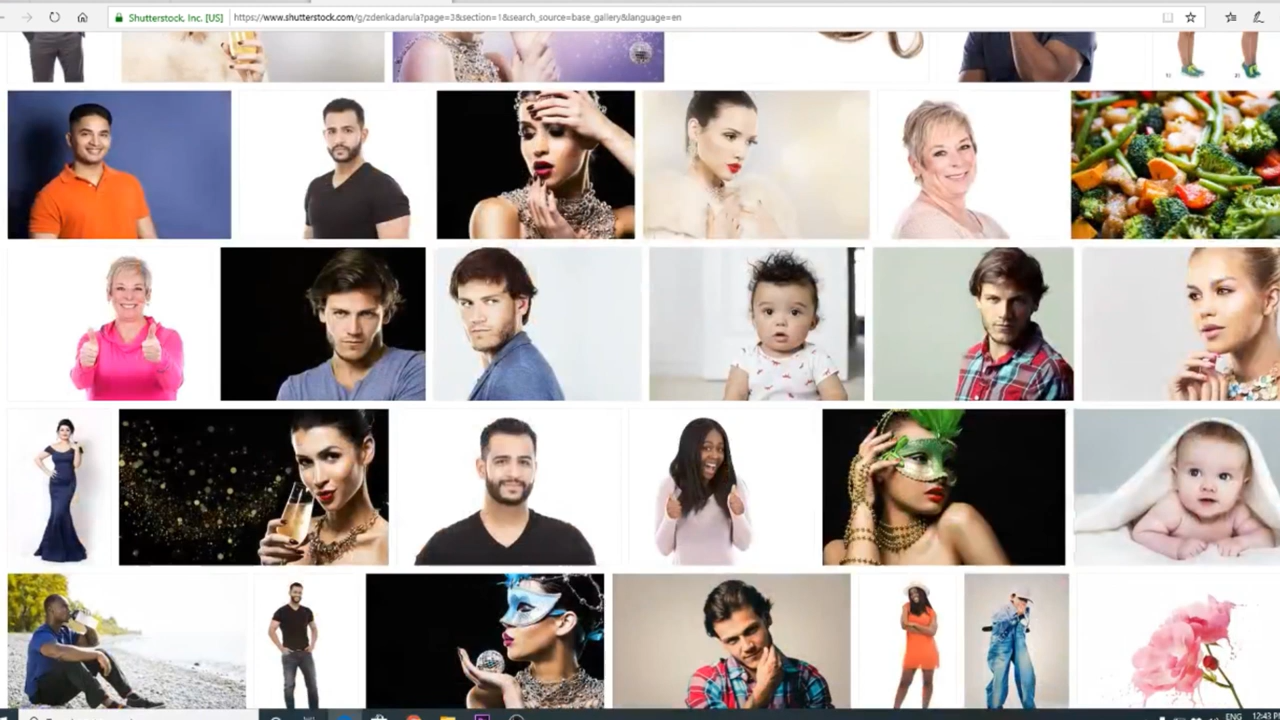 Shutterstock, Inc. [US]
https://www.shutterstock.com/g/zdenkadarula?page=3&section=1&search_source=base_gallery&language=en
ENG
12:43